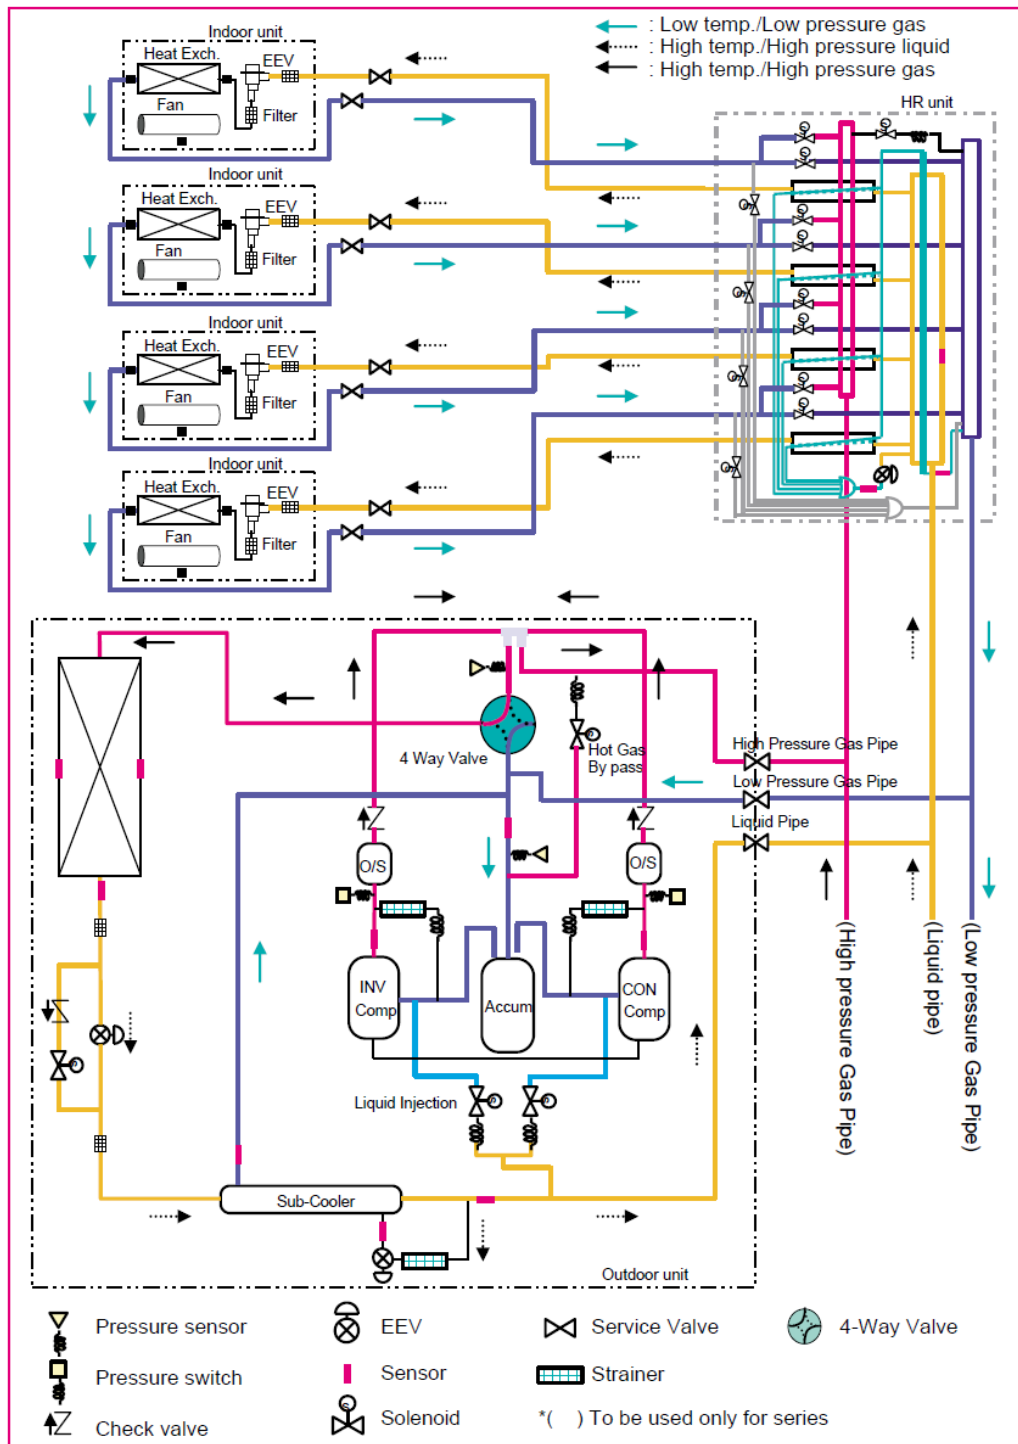 : Low temp./Low pressure gas
: High temp./High pressure liquid
: High temp./High pressure gas
Indoor unit
Heat Exch.
EEV
Fan
Filter
HR unit
Indoor unit
Heat Exch.
EEV
Fan
Filter
Indoor unit
Heat Exch.
EEV
Fan
Filter
Indoor unit
Heat Exch.
EEV
Fan
Filter
4 Way Valve
Hot Gas
By pass
High Pressure Gas Pipe
Low Pressure Gas Pipe
Liquid Pipe
O/S
O/S
INV
Comp
Accum
CON
Comp
(High pressure Gas Pipe)
(Liquid pipe)
(Low pressure Gas Pipe)
Liquid Injection
Sub-Cooler
Outdoor unit
Pressure sensor
EEV
Service Valve
4-Way Valve
Pressure switch
Sensor
Strainer
Check valve
Solenoid
*( ) To be used only for series